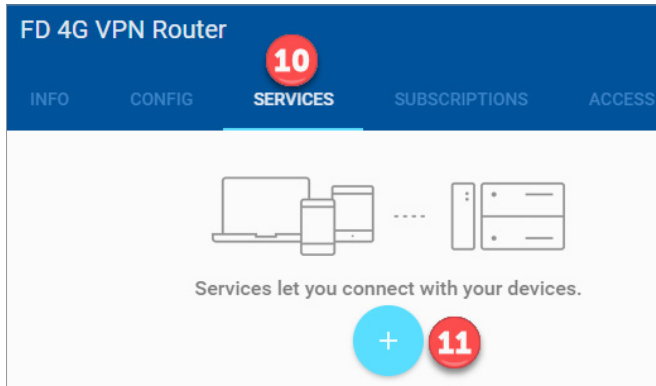 FD 4G VPN Router
10
INFO CONFIG SERVICES SUBSCRIPTIONS ACCESS
Services let you connect with your devices.
+ 11